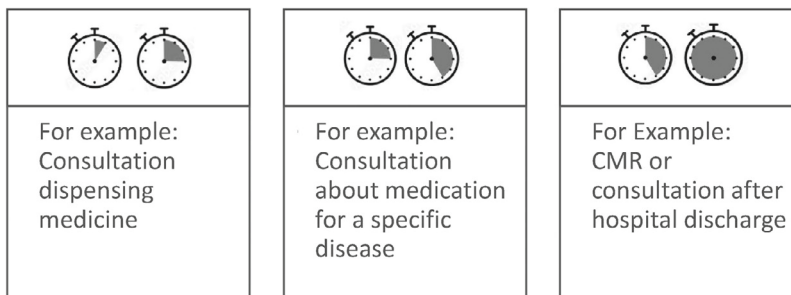 For example:
Consultation
dispensing
medicine
For example:
Consultation
about medication
for a specific
disease
For Example:
CMR or
consultation after
hospital discharge